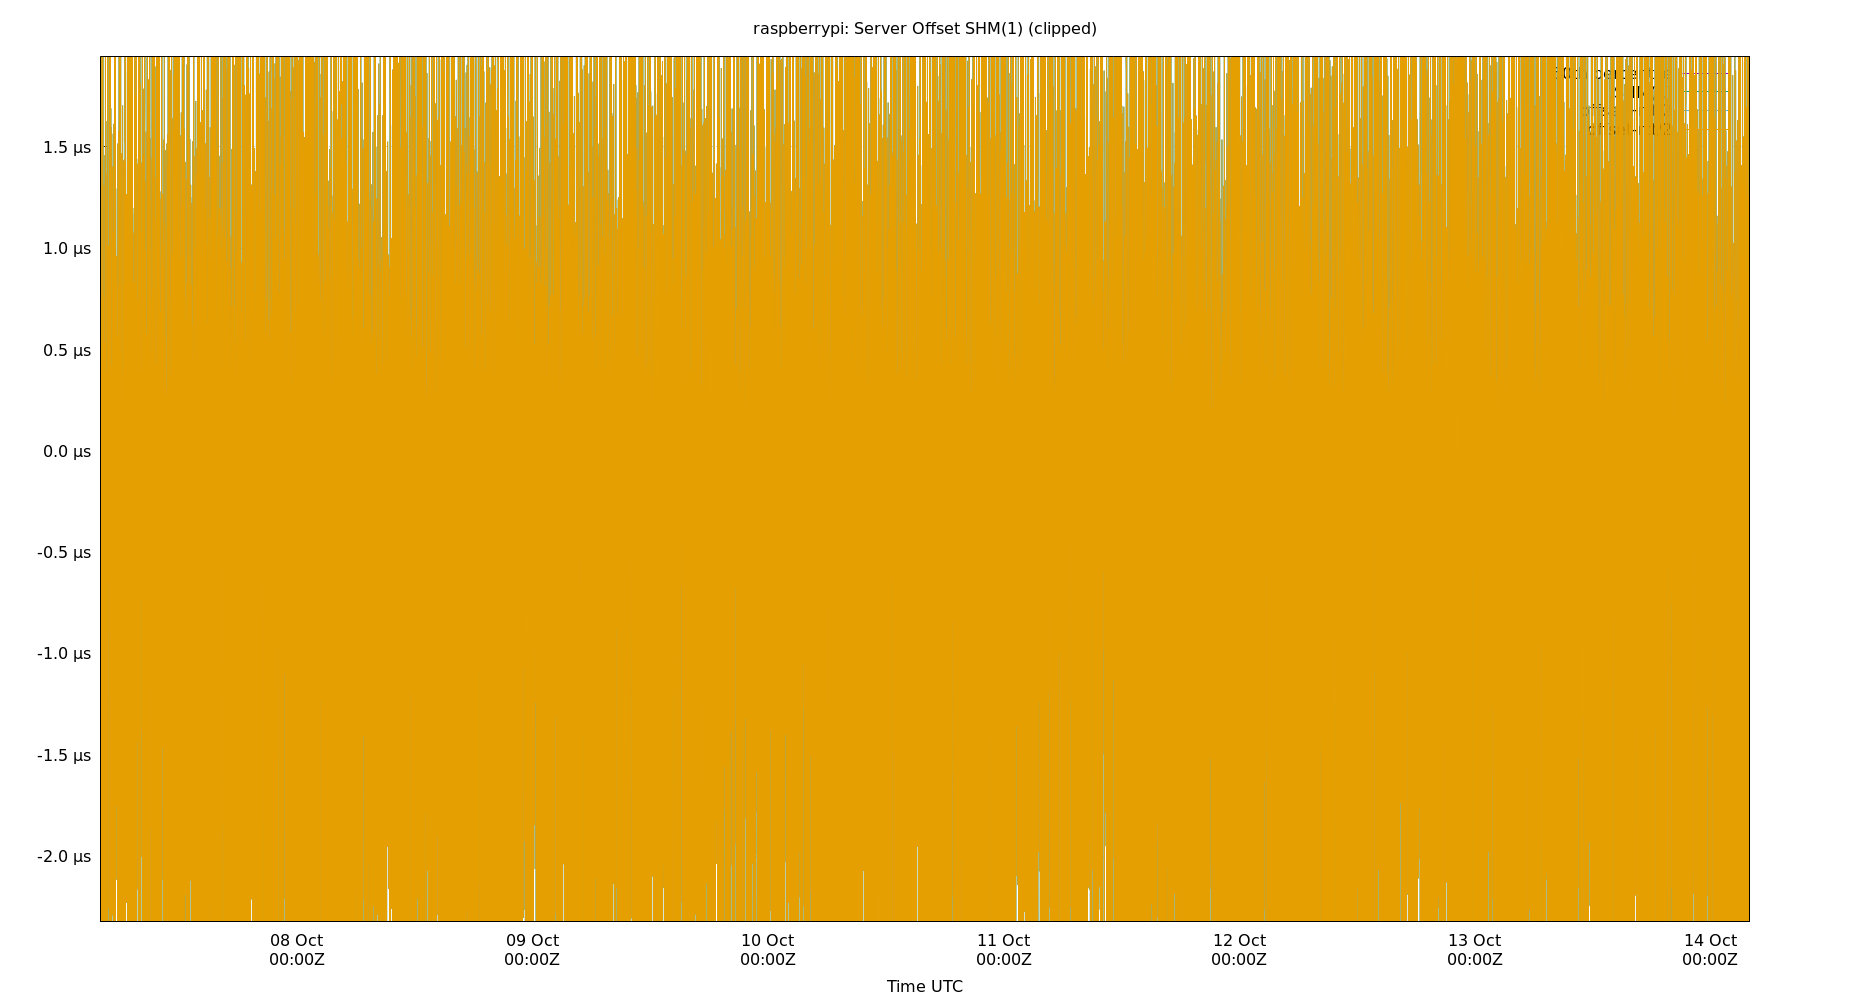 raspberrypi: Server Offset SHM(1) (clipped)
1.5 µs
1.0 µs
0.5 µs
0.0 µs
-0.5 µs
-1.0 µs
-1.5 µs
-2.0 µs
08 Oct 09 Oct 10 Oct 11 Oct 12 Oct 13 Oct 14 Oct
00:00Z 00:00Z 00:00Z 00:00Z 00:00Z 00:00Z 00:00Z
Time UTC